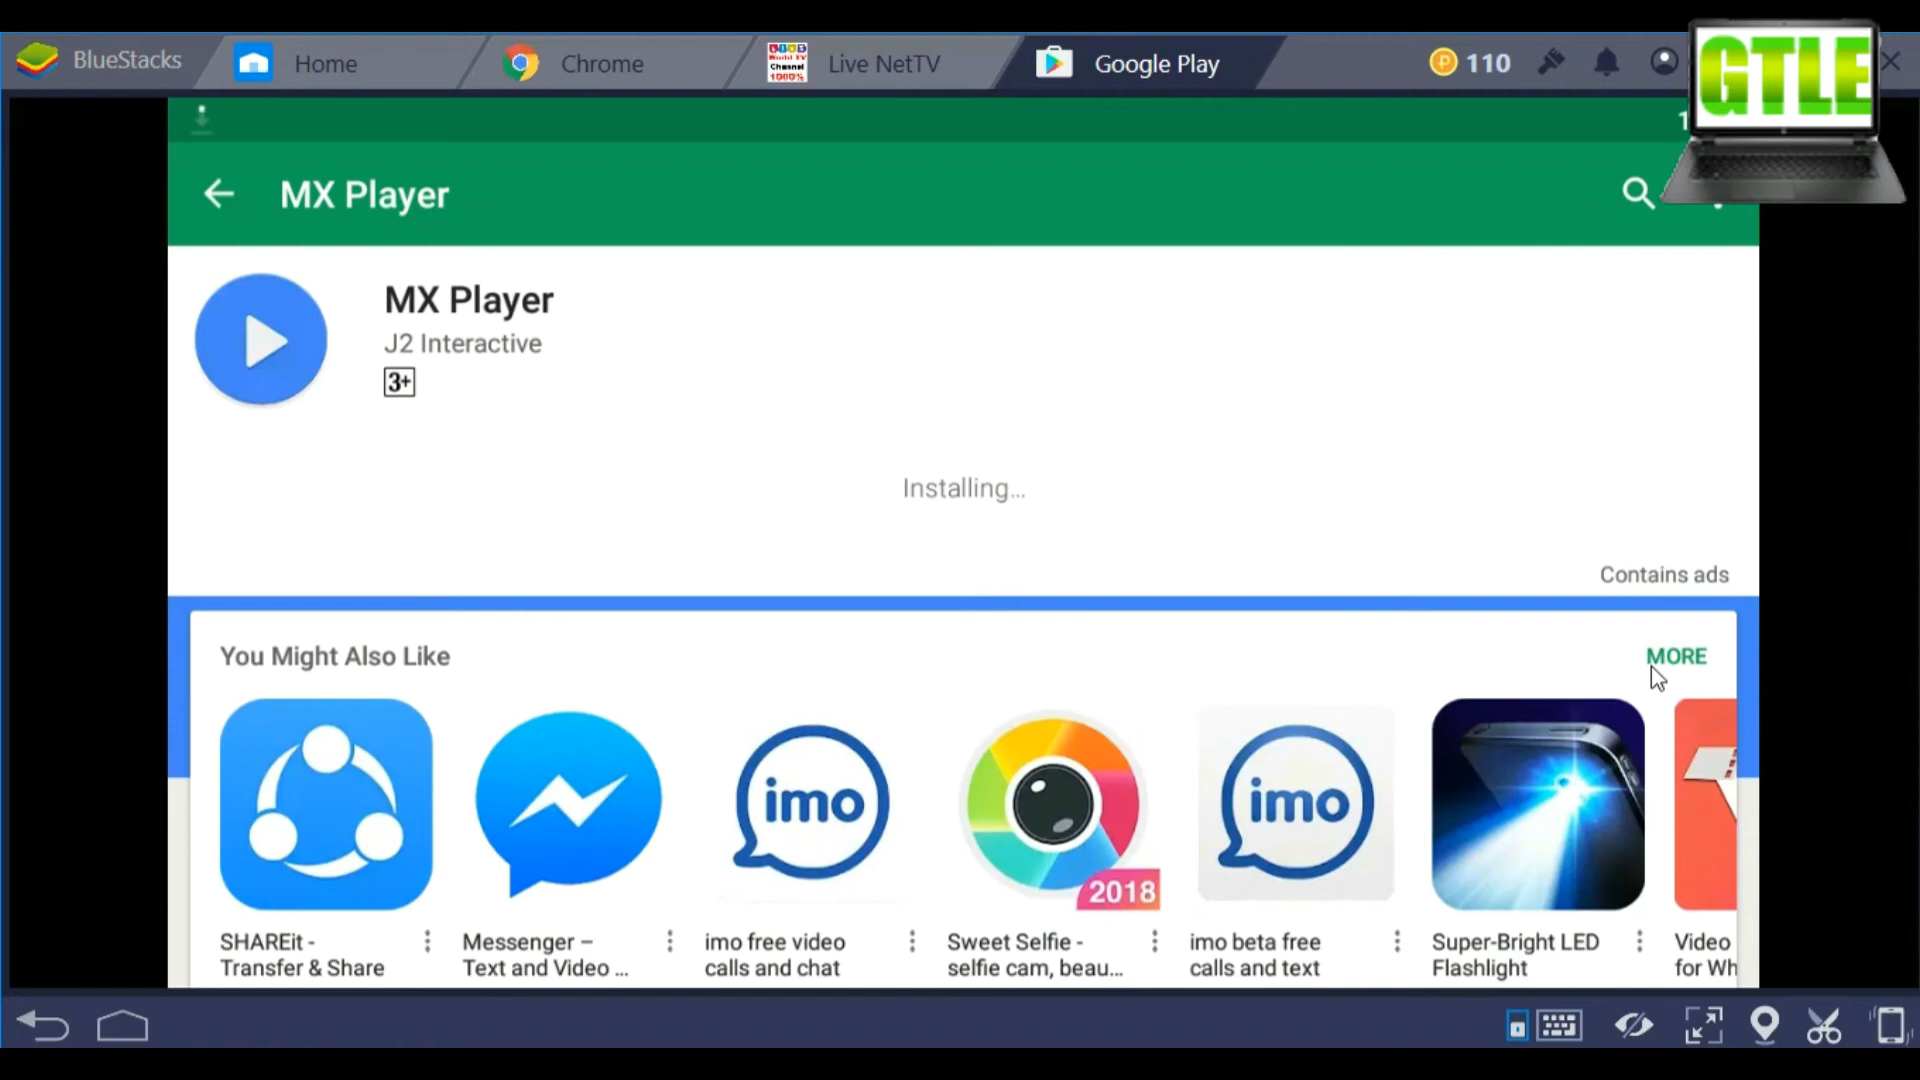 BlueStacks
Home
Chrome
Live NetTV
Google Play
110
GTLE
MX Player
MX Player
J2 Interactive
3+
Installing...
Contains ads
You Might Also Like
MORE
imo
imo
2018
SHAREit -
Transfer & Share
Messenger –
Text and Video ...
imo free video
calls and chat
Sweet Selfie -
selfie cam, beau...
imo beta free
calls and text
Super-Bright LED
Flashlight
Video
for Wh